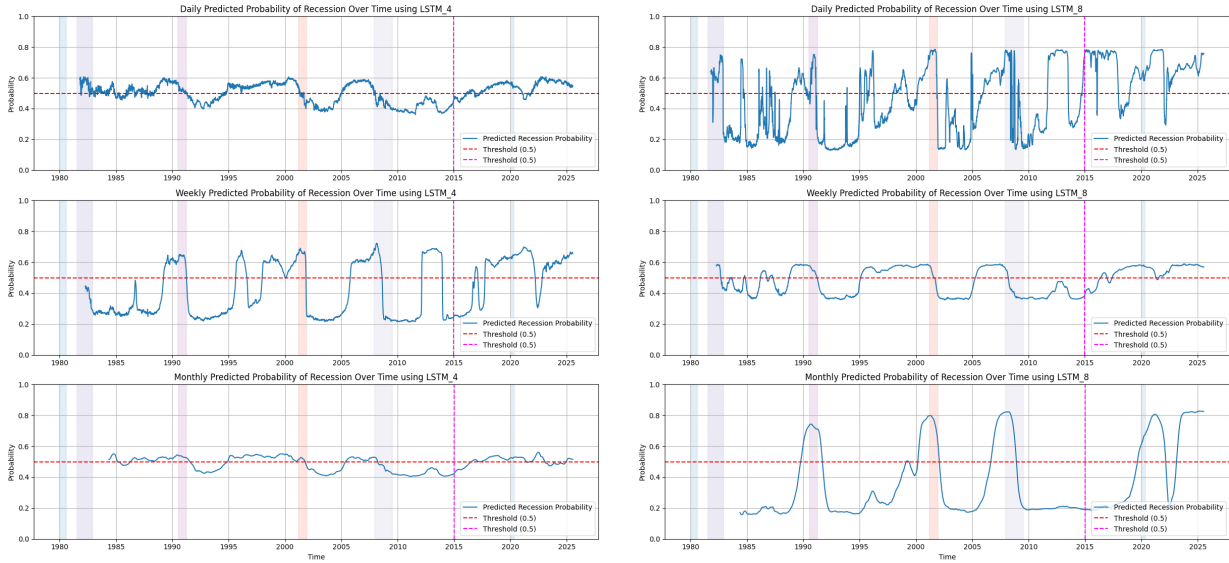 Daily Predicted Probability of Recession Over Time using LSTM_4
1.0
0.8
0.6
0.4
0.2
0.0
Probability
1980 1985 1990 1995 2000 2005 2010 2015 2020 2025
Predicted Recession Probability
Threshold (0.5)
Threshold (0.5)
Daily Predicted Probability of Recession Over Time using LSTM_8
1.0
0.8
0.6
0.4
0.2
0.0
Probability
1980 1985 1990 1995 2000 2005 2010 2015 2020 2025
Predicted Recession Probability
Threshold (0.5)
Threshold (0.5)
Weekly Predicted Probability of Recession Over Time using LSTM_4
1.0
0.8
0.6
0.4
0.2
0.0
Probability
1980 1985 1990 1995 2000 2005 2010 2015 2020 2025
Predicted Recession Probability
Threshold (0.5)
Threshold (0.5)
Weekly Predicted Probability of Recession Over Time using LSTM_8
1.0
0.8
0.6
0.4
0.2
0.0
Probability
1980 1985 1990 1995 2000 2005 2010 2015 2020 2025
Predicted Recession Probability
Threshold (0.5)
Threshold (0.5)
Monthly Predicted Probability of Recession Over Time using LSTM_4
1.0
0.8
0.6
0.4
0.2
0.0
Probability
1980 1985 1990 1995 2000 2005 2010 2015 2020 2025
Time
Predicted Recession Probability
Threshold (0.5)
Threshold (0.5)
Monthly Predicted Probability of Recession Over Time using LSTM_8
1.0
0.8
0.6
0.4
0.2
0.0
Probability
1980 1985 1990 1995 2000 2005 2010 2015 2020 2025
Time
Predicted Recession Probability
Threshold (0.5)
Threshold (0.5)